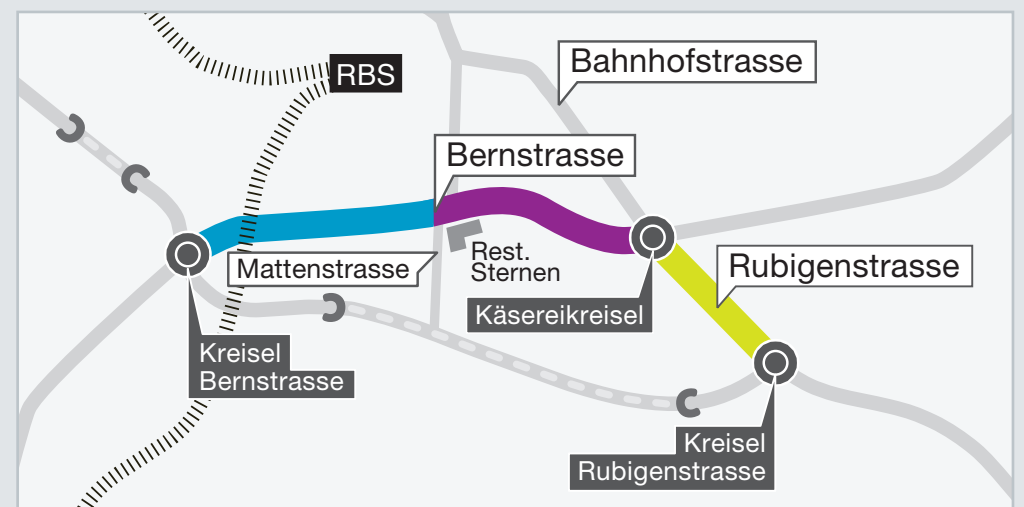 RBS
Bahnhofstrasse
Bernstrasse
Mattenstrasse
Rest.
Sternen
Rubigenstrasse
Käsereikreisel
Kreisel
Bernstrasse
Kreisel
Rubigenstrasse